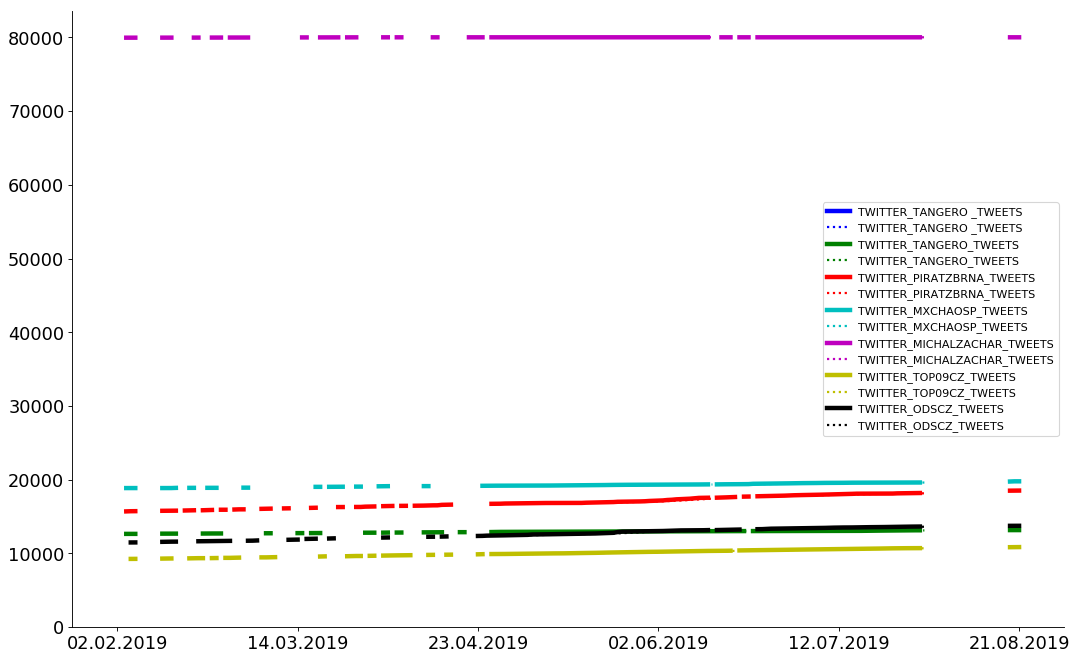 80000
70000
60000
50000
40000
30000
20000
10000
0
TWITTER_TANGERO _TWEETS
TWITTER_TANGERO _TWEETS
TWITTER_TANGERO_TWEETS
TWITTER_TANGERO_TWEETS
TWITTER_PIRATZBRNA_TWEETS
TWITTER_PIRATZBRNA_TWEETS
TWITTER_MXCHAOSP_TWEETS
TWITTER_MXCHAOSP_TWEETS
TWITTER_MICHALZACHAR_TWEETS
TWITTER_MICHALZACHAR_TWEETS
TWITTER_TOP09CZ_TWEETS
TWITTER_TOP09CZ_TWEETS
TWITTER_ODSCZ_TWEETS
TWITTER_ODSCZ_TWEETS
02.02.2019 14.03.2019 23.04.2019 02.06.2019 12.07.2019 21.08.2019